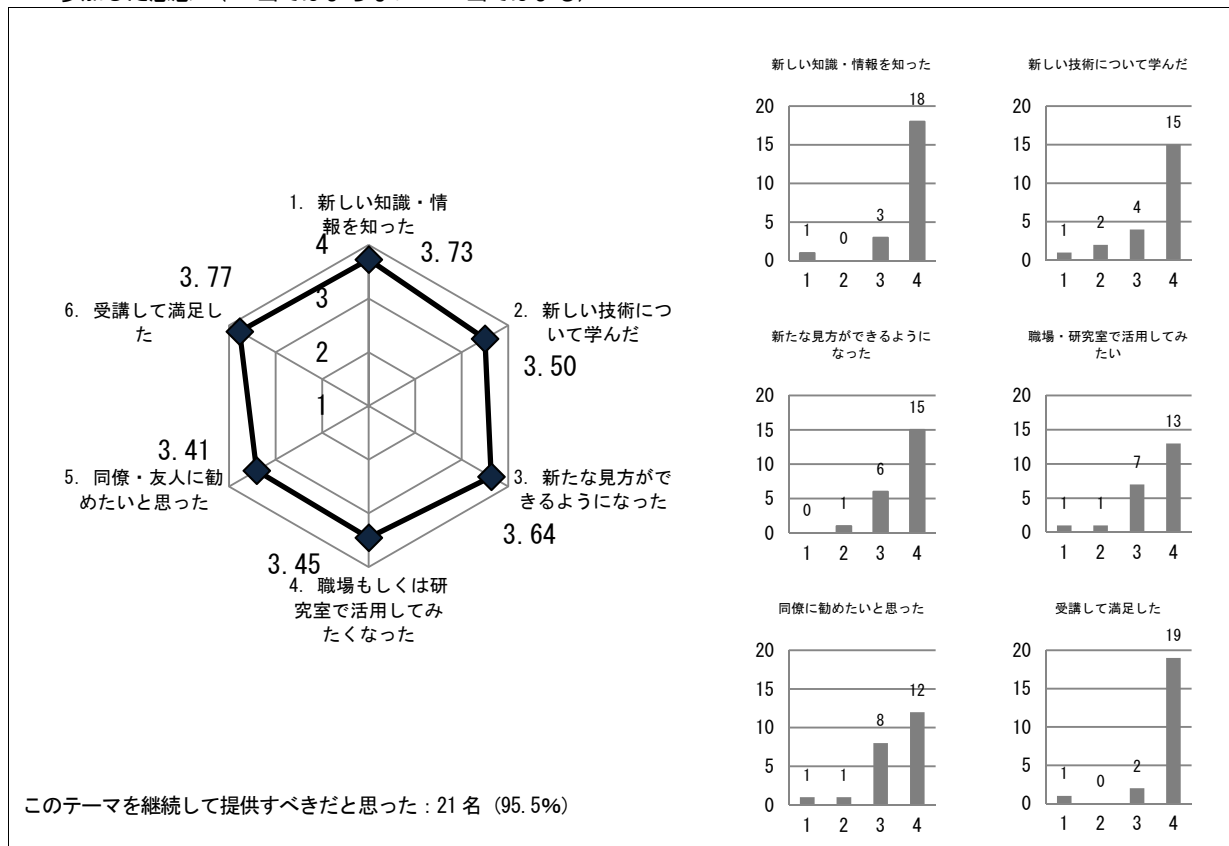 1. 新しい知識・情
報を知った
4
3.73
3.77
6. 受講して満足し
た
3
2. 新しい技術につ
いて学んだ
2
3.50
1
3.41
5. 同僚・友人に勧
めたいと思った
3. 新たな見方がで
きるようになった
3.64
3.45
4. 職場もしくは研
究室で活用してみ
たくなった
このテーマを継続して提供すべきだと思った：21 名（95.5%）
新しい知識・情報を知った
20
15
10
5
0
1
0
3
18
1 2 3 4
新しい技術について学んだ
20
15
10
5
0
1
2
4
15
1 2 3 4
新たな見方ができるように
なった
20
15
10
5
0
0
1
6
15
1 2 3 4
職場・研究室で活用してみ
たい
20
15
10
5
0
1
1
7
13
1 2 3 4
同僚に勧めたいと思った
20
15
10
5
0
1
1
8
12
1 2 3 4
受講して満足した
20
15
10
5
0
1
0
2
19
1 2 3 4